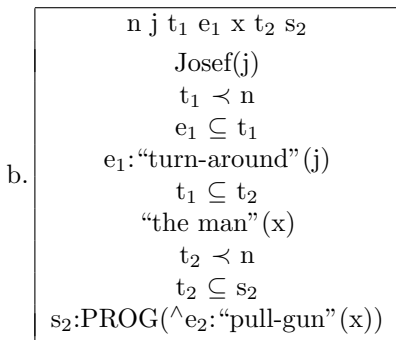 n j t₁ e₁ x t₂ s₂
Josef(j)
t₁ ≺ n
e₁ ⊆ t₁
e₁:“turn-around”(j)
b.
t₁ ⊆ t₂
“the man”(x)
t₂ ≺ n
t₂ ⊆ s₂
s₂:PROG(^e₂:“pull-gun”(x))